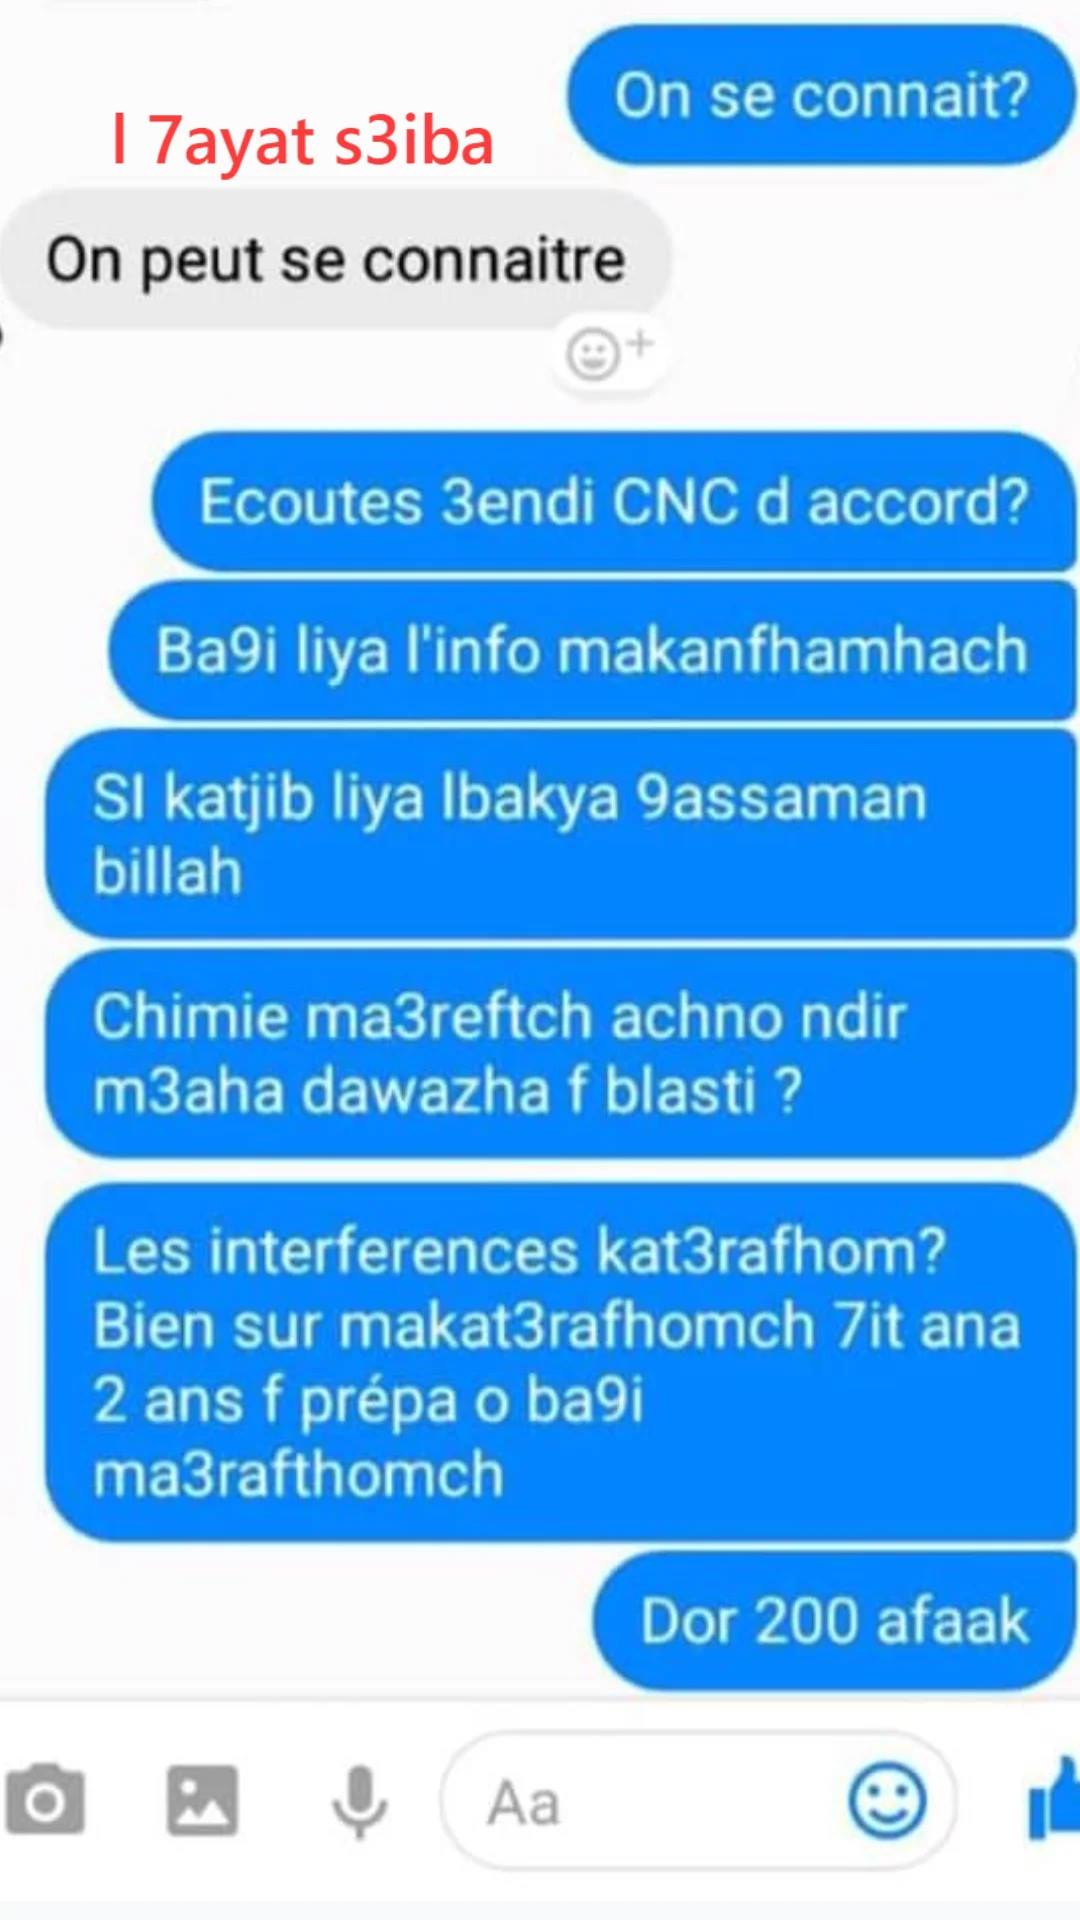 On se connait?
l 7ayat s3iba
On peut se connaitre
Ecoutes 3endi CNC d accord?
Ba9i liya l'info makanfhamhach
SI katjib liya lbakya 9assaman
billah
Chimie ma3reftch achno ndir
m3aha dawazha f blasti ?
Les interferences kat3rafhom?
Bien sur makat3rafhomch 7it ana
2 ans f prépa o ba9i
ma3rafthomch
Dor 200 afaak
Aa